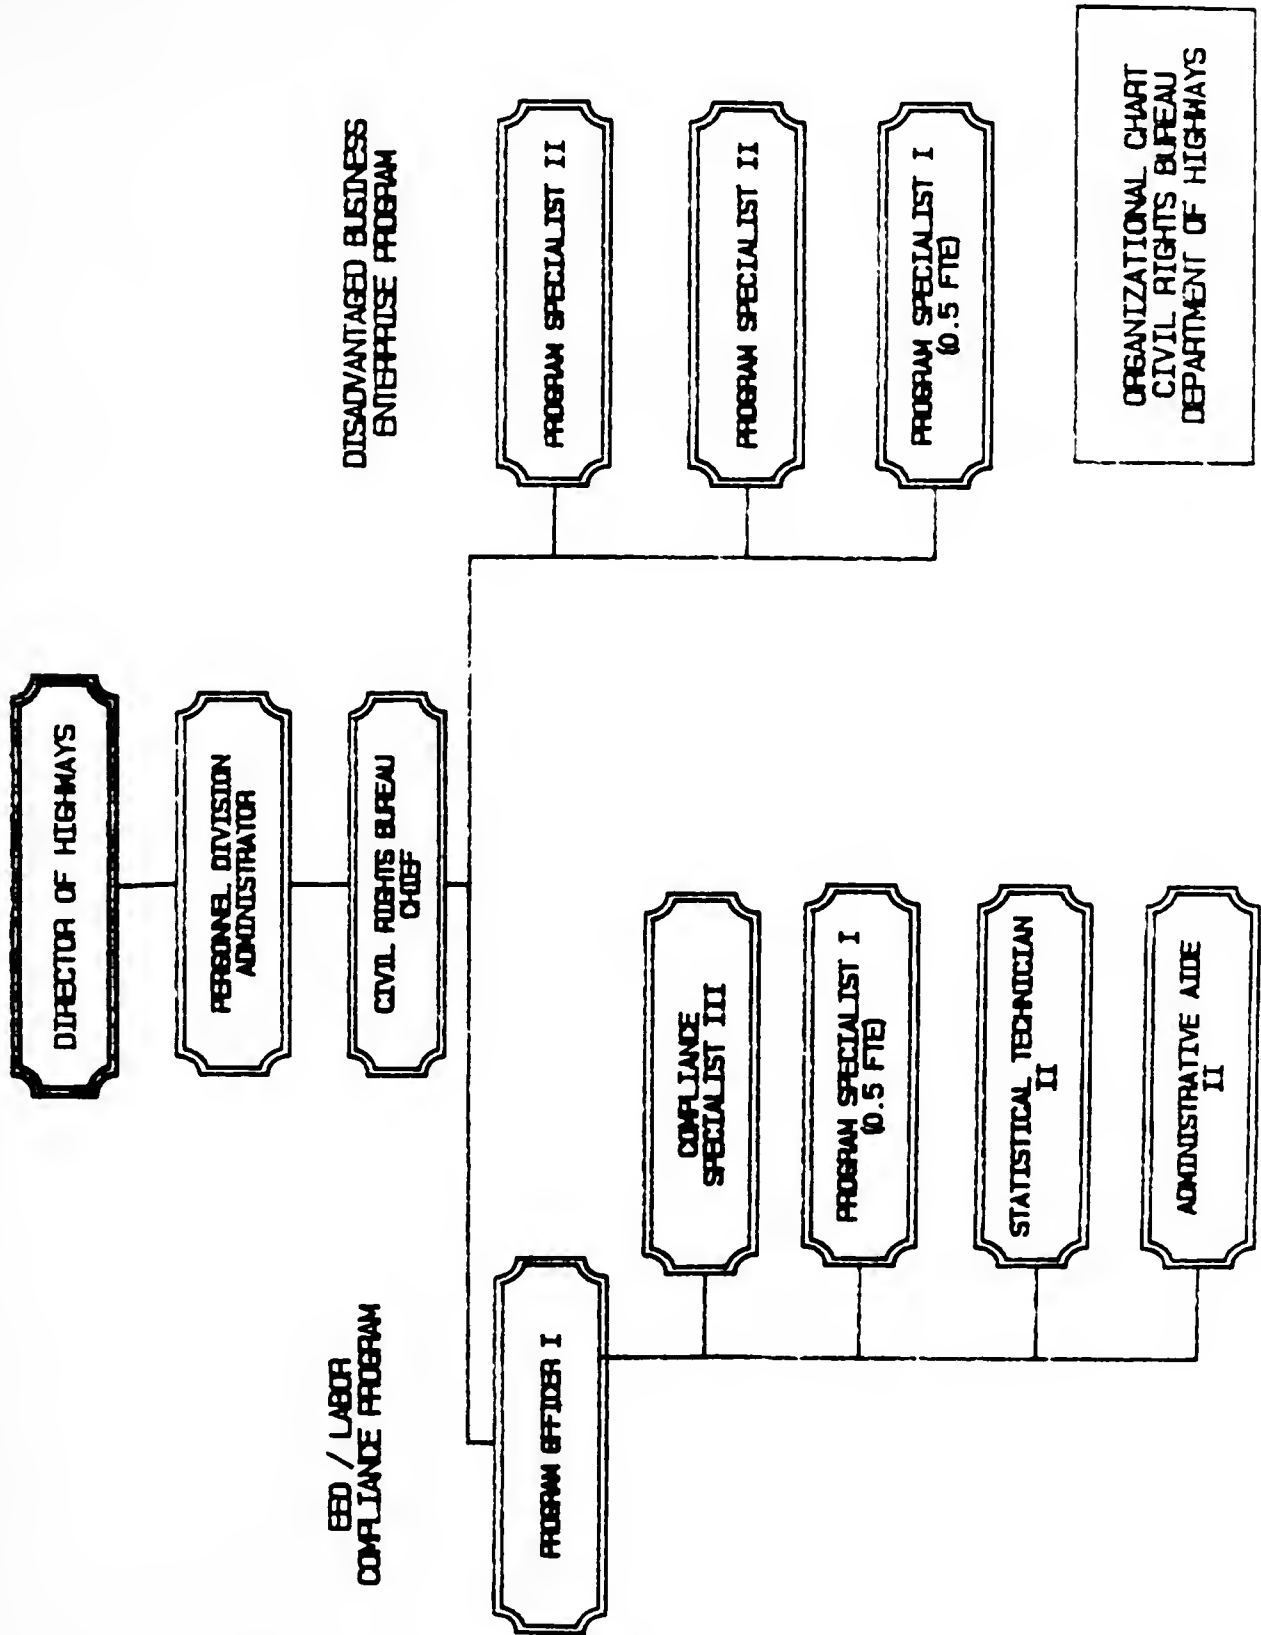 DIRECTOR OF HIGHWAYS
PERSONNEL DIVISION
ADMINISTRATOR
CIVIL RIGHTS BUREAU
CHIEF
EEO / LABOR
COMPLIANCE PROGRAM
PROGRAM OFFICER I
COMPLIANCE
SPECIALIST III
PROGRAM SPECIALIST I
(0.5 FTE)
STATISTICAL TECHNICIAN
II
ADMINISTRATIVE AIDE
II
DISADVANTAGED BUSINESS
ENTERPRISE PROGRAM
PROGRAM SPECIALIST II
PROGRAM SPECIALIST II
PROGRAM SPECIALIST I
(0.5 FTE)
ORGANIZATIONAL CHART
CIVIL RIGHTS BUREAU
DEPARTMENT OF HIGHWAYS